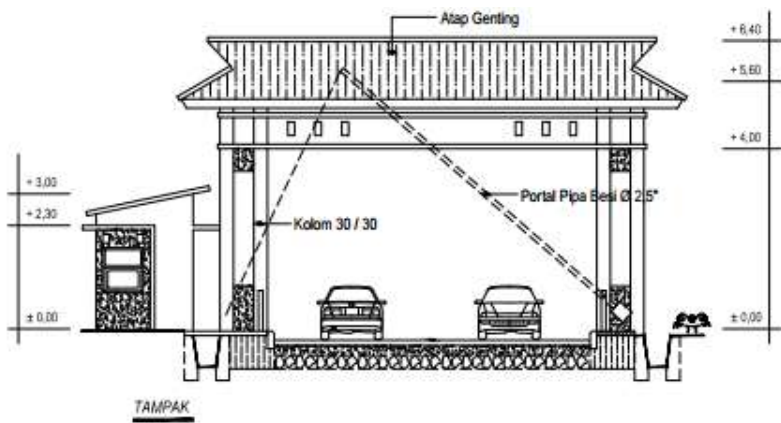 Atap Genting
+ 6,40
+ 5,60
+ 4,00
+ 3,00
+ 2,30
Portal Pipa Besi Ø 2,5"
Kolom 30 / 30
± 0,00
± 0,00
TAMPAK